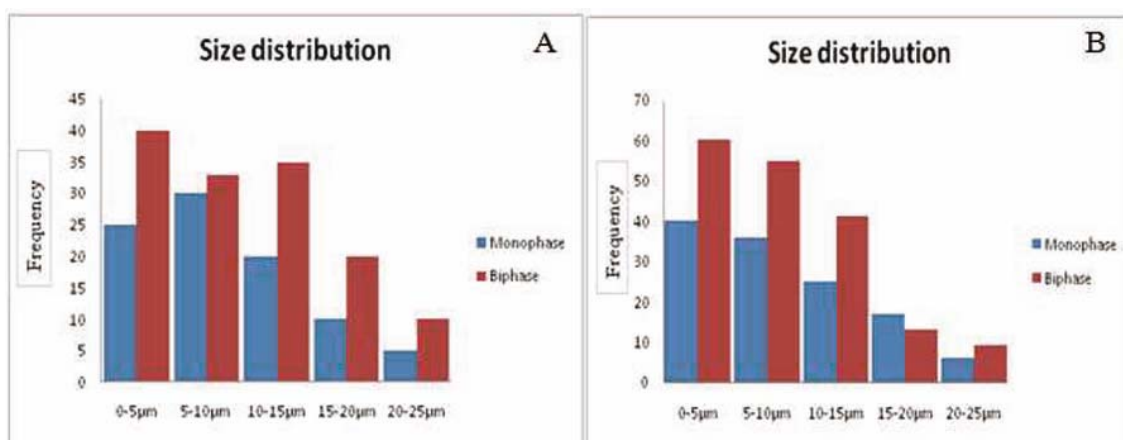 Size distribution
A
45
40
35
30
25
20
15
10
5
0
Frequency
Monophase
Biphase
0-5µm 5-10µm 10-15µm 15-20µm 20-25µm
Size distribution
B
70
60
50
40
30
20
10
0
Frequency
Monophase
Biphase
0-5µm 5-10µm 10-15µm 15-20µm 20-25µm